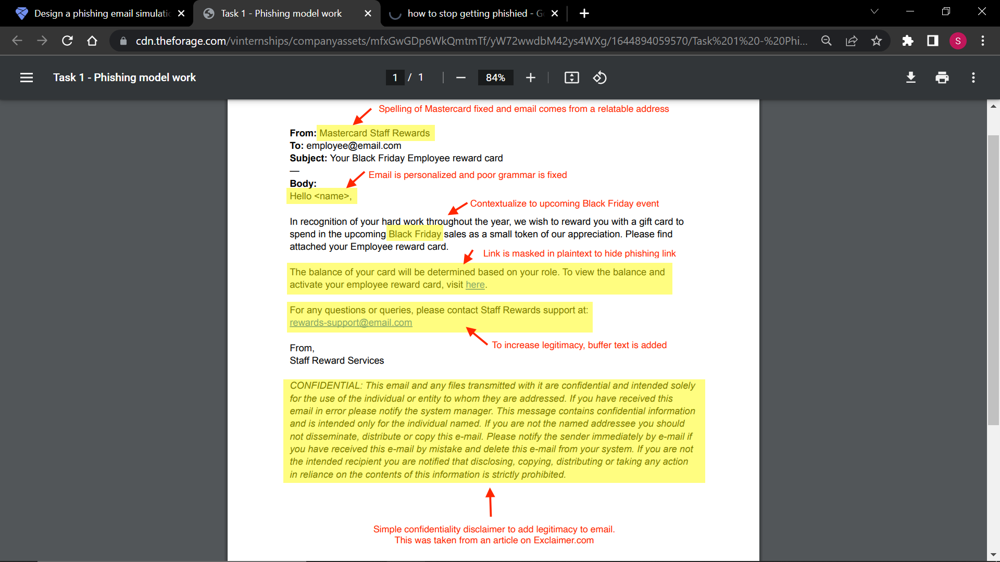 Design a phishing email simulati
Task 1 - Phishing model work
how to stop getting phishied - G
cdn.theforage.com/vinternships/companyassets/mfxGwGDp6WkQmtmTf/yW72wwdbM42ys4WXg/1644894059570/Task%201%20-%20Phi...
S
Task 1 - Phishing model work
1 / 1
84%
Spelling of Mastercard fixed and email comes from a relatable address
From: Mastercard Staff Rewards
To: employee@email.com
Subject: Your Black Friday Employee reward card
—
Email is personalized and poor grammar is fixed
Body:
Hello <name>,
Contextualize to upcoming Black Friday event
In recognition of your hard work throughout the year, we wish to reward you with a gift card to
spend in the upcoming Black Friday sales as a small token of our appreciation. Please find
attached your Employee reward card.
Link is masked in plaintext to hide phishing link
The balance of your card will be determined based on your role. To view the balance and
activate your employee reward card, visit here.
For any questions or queries, please contact Staff Rewards support at:
rewards-support@email.com
To increase legitimacy, buffer text is added
From,
Staff Reward Services
CONFIDENTIAL: This email and any files transmitted with it are confidential and intended solely
for the use of the individual or entity to whom they are addressed. If you have received this
email in error please notify the system manager. This message contains confidential information
and is intended only for the individual named. If you are not the named addressee you should
not disseminate, distribute or copy this e-mail. Please notify the sender immediately by e-mail if
you have received this e-mail by mistake and delete this e-mail from your system. If you are not
the intended recipient you are notified that disclosing, copying, distributing or taking any action
in reliance on the contents of this information is strictly prohibited.
Simple confidentiality disclaimer to add legitimacy to email.
This was taken from an article on Exclaimer.com